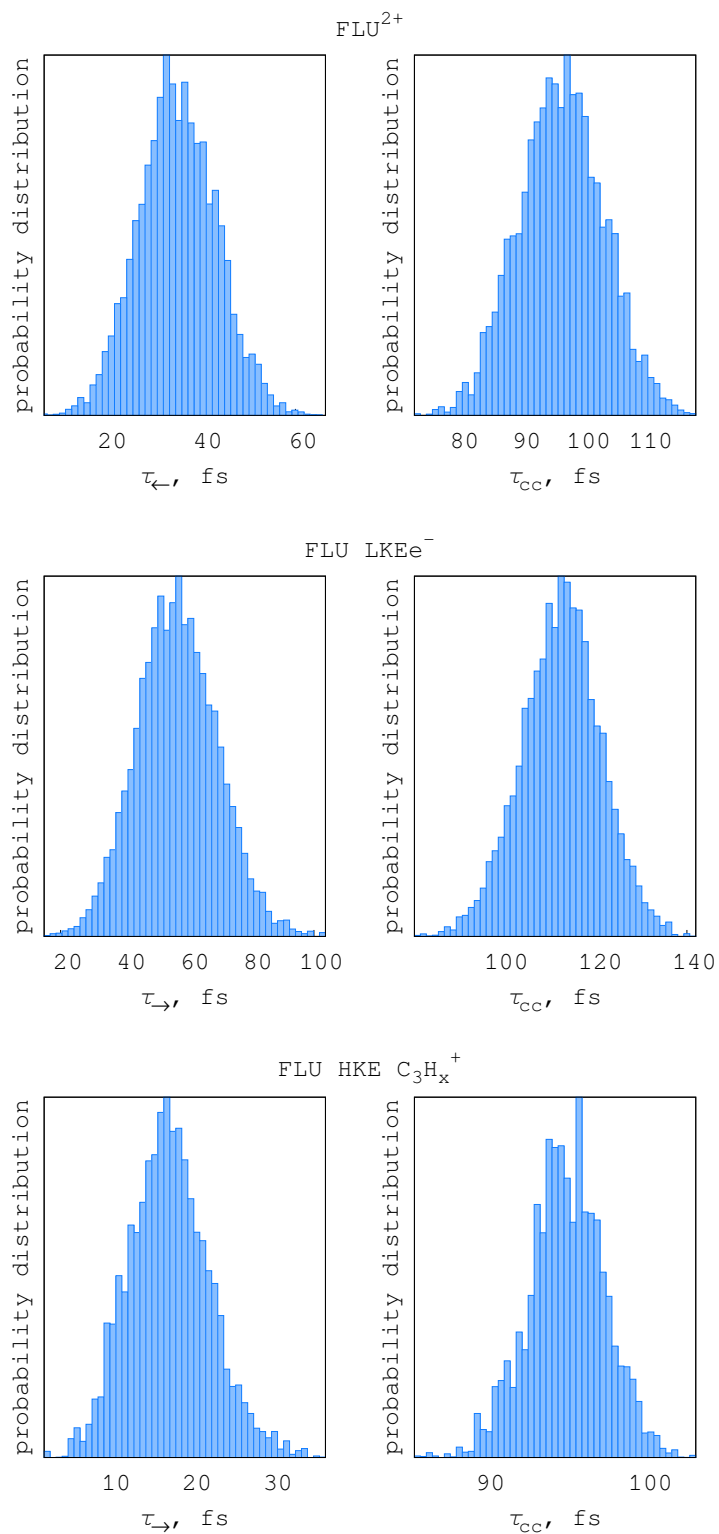 FLU²⁺
probability distribution
20 40 60
τ←, fs
probability distribution
80 90 100 110
τcc, fs
FLU LKEe⁻
probability distribution
20 40 60 80 100
τ→, fs
probability distribution
100 120 140
τcc, fs
FLU HKE C₃Hₓ⁺
probability distribution
10 20 30
τ→, fs
probability distribution
90 100
τcc, fs